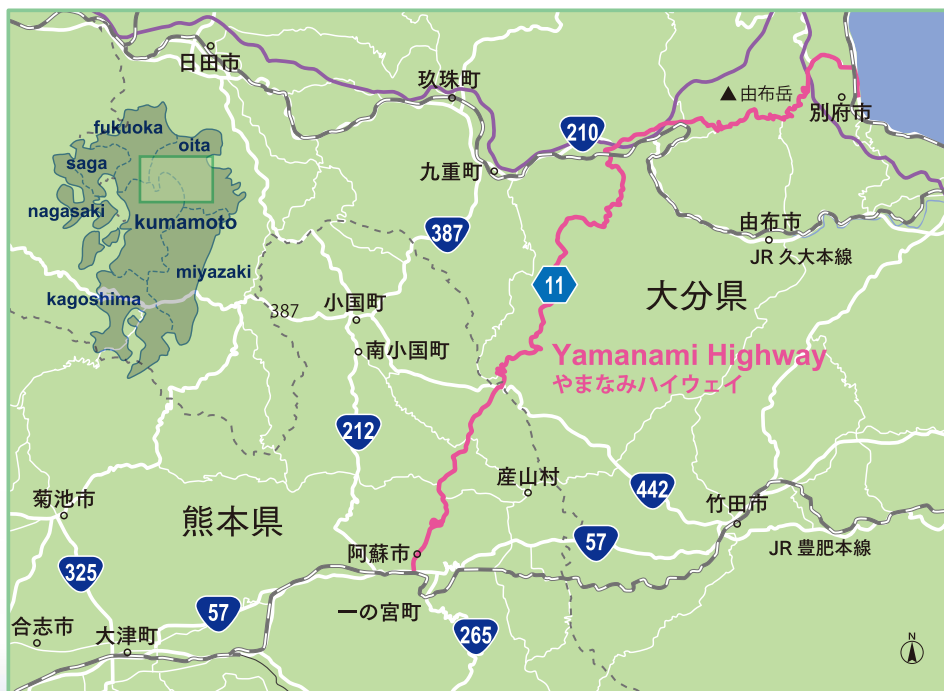 日田市
玖珠町
▲由布岳
別府市
fukuoka
oita
saga
nagasaki
kumamoto
miyazaki
kagoshima
210
九重町
387
由布市
JR 久大本線
11
大分県
387
小国町
南小国町
Yamanami Highway
やまなみハイウェイ
212
産山村
442
菊池市
熊本県
竹田市
阿蘇市
57
JR 豊肥本線
325
57
一の宮町
合志市
大津町
265
N